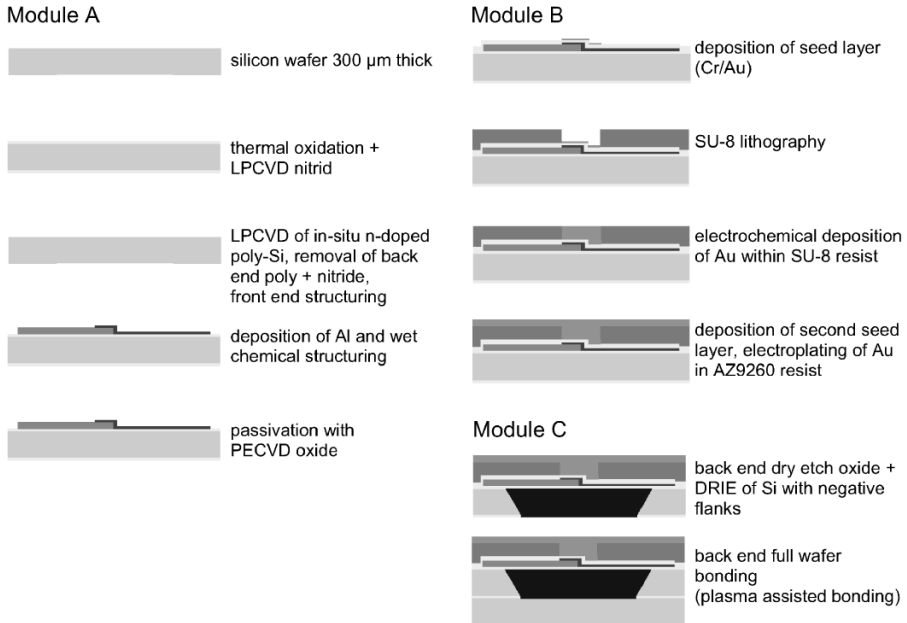 Module A
silicon wafer 300 µm thick
thermal oxidation +
LPCVD nitrid
LPCVD of in-situ n-doped
poly-Si, removal of back
end poly + nitride,
front end structuring
deposition of Al and wet
chemical structuring
passivation with
PECVD oxide
Module B
deposition of seed layer
(Cr/Au)
SU-8 lithography
electrochemical deposition
of Au within SU-8 resist
deposition of second seed
layer, electroplating of Au
in AZ9260 resist
Module C
back end dry etch oxide +
DRIE of Si with negative
flanks
back end full wafer
bonding
(plasma assisted bonding)